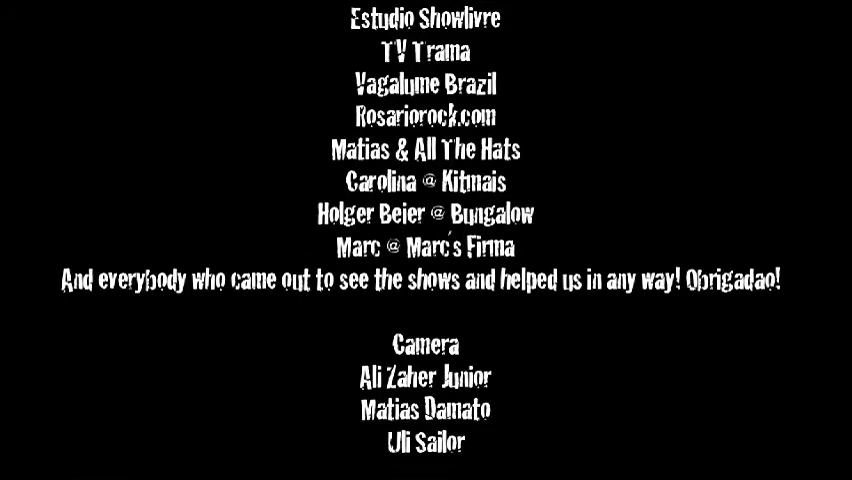 Estudio Showlivre
TV Trama
Vagalume Brazil
Rosariorock.com
Matias & All The Hats
Carolina @ Kitmais
Holger Beier @ Bungalow
Marc @ Marc´s Firma
And everybody who came out to see the shows and helped us in any way! Obrigadao!
Camera
Ali Zaher Junior
Matias Damato
Uli Sailor